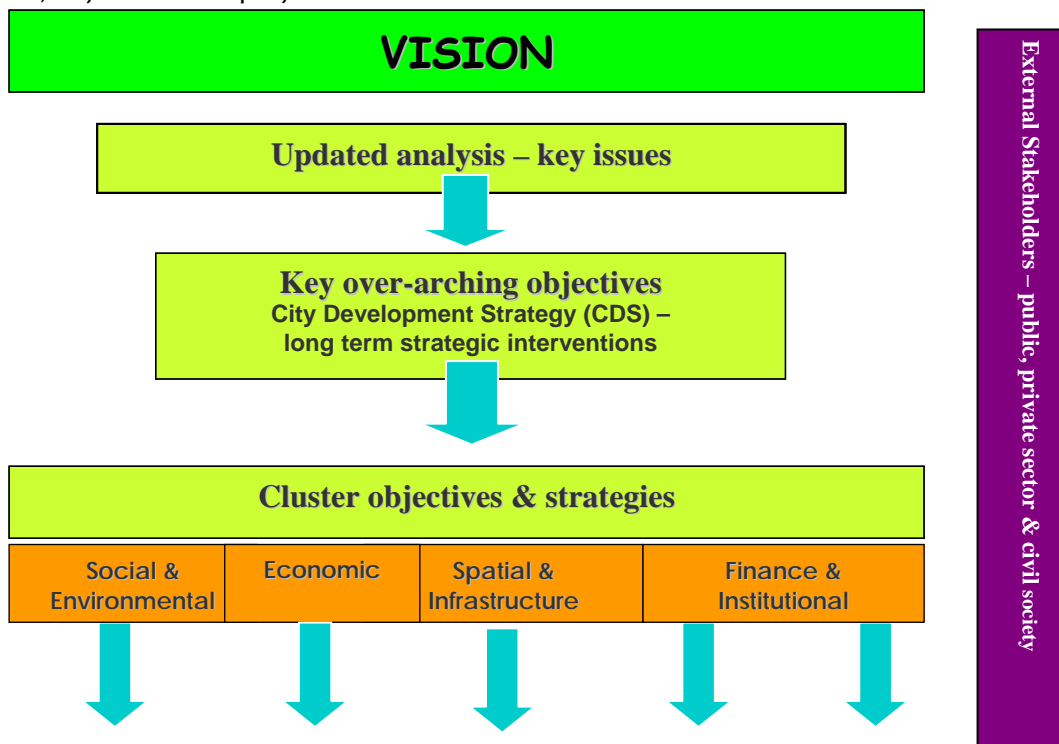 VISION
Updated analysis – key issues
Key over-arching objectives
City Development Strategy (CDS) –
long term strategic interventions
Cluster objectives & strategies
Social &
Environmental
Economic
Spatial &
Infrastructure
Finance &
Institutional
External Stakeholders – public, private sector & civil society